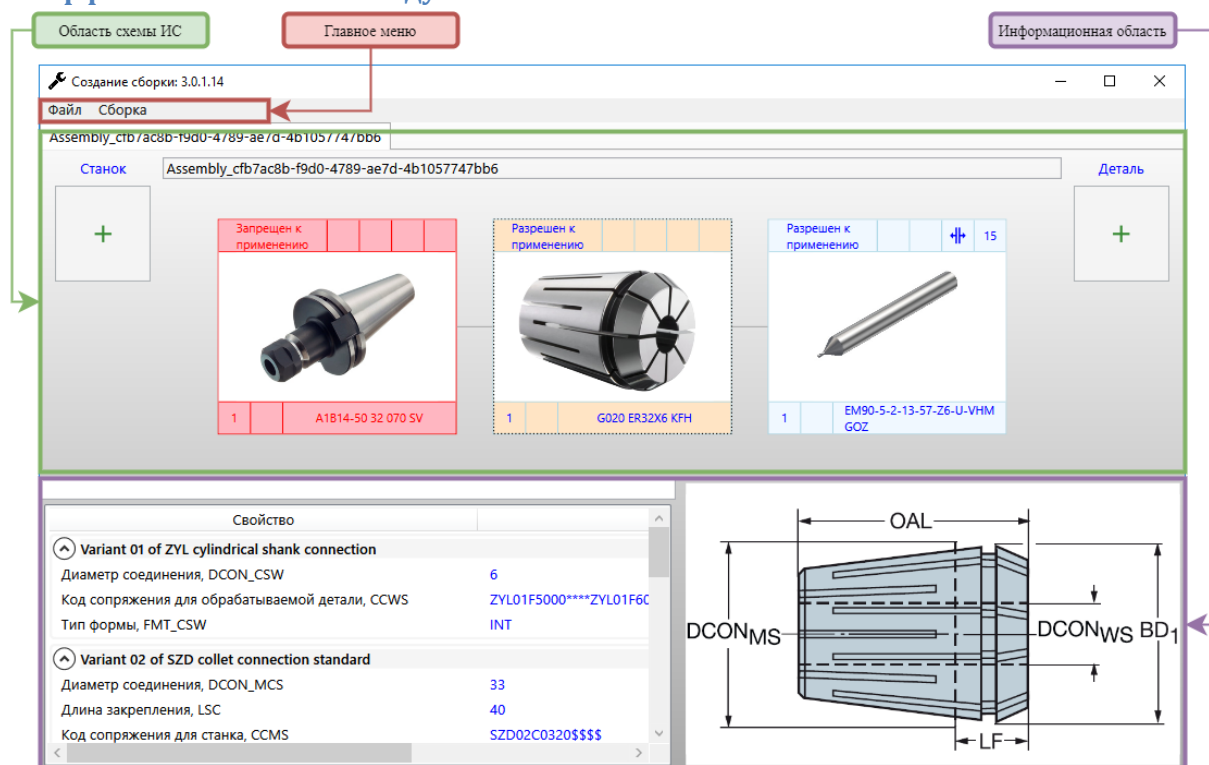 Область схемы ИС
Главное меню
Информационная область
Создание сборки: 3.0.1.14
Файл Сборка
Assembly_cfb7ac8b-f9d0-4789-ae7d-4b1057747bb6
Станок
Assembly_cfb7ac8b-f9d0-4789-ae7d-4b1057747bb6
Деталь
+
+
Запрещен к
применению
Разрешен к
применению
Разрешен к
применению
15
1
A1B14-50 32 070 SV
1
G020 ER32X6 KFH
1
EM90-5-2-13-57-Z6-U-VHM
GOZ
Свойство
Variant 01 of ZYL cylindrical shank connection
Диаметр соединения, DCON_CSW 6
Код сопряжения для обрабатываемой детали, CCWS ZYL01F5000****ZYL01F60
Тип формы, FMT_CSW INT
Variant 02 of SZD collet connection standard
Диаметр соединения, DCON_MCS 33
Длина закрепления, LSC 40
Код сопряжения для станка, CCMS SZD02C0320$$$$
OAL
DCONMS
DCONWS
BD1
LF